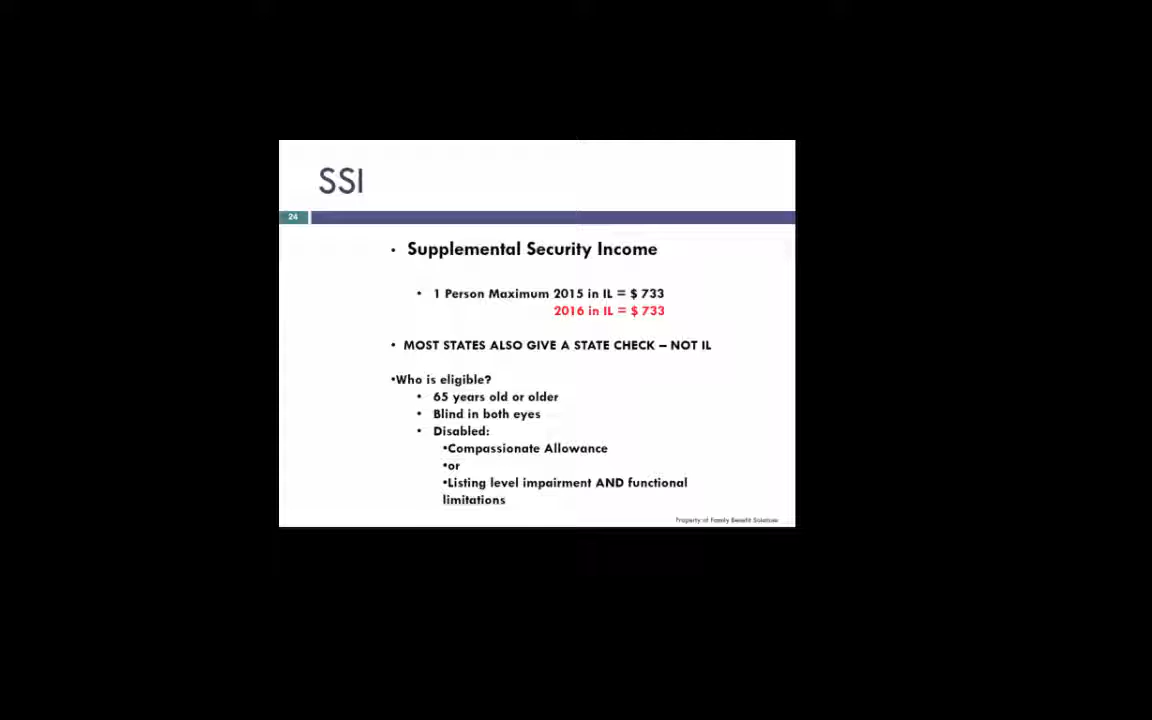 SSI
24
• Supplemental Security Income
• 1 Person Maximum 2015 in IL = $ 733
2016 in IL = $ 733
• MOST STATES ALSO GIVE A STATE CHECK – NOT IL
•Who is eligible?
• 65 years old or older
• Blind in both eyes
• Disabled:
•Compassionate Allowance
•or
•Listing level impairment AND functional
limitations
Property of Family Benefit Solutions